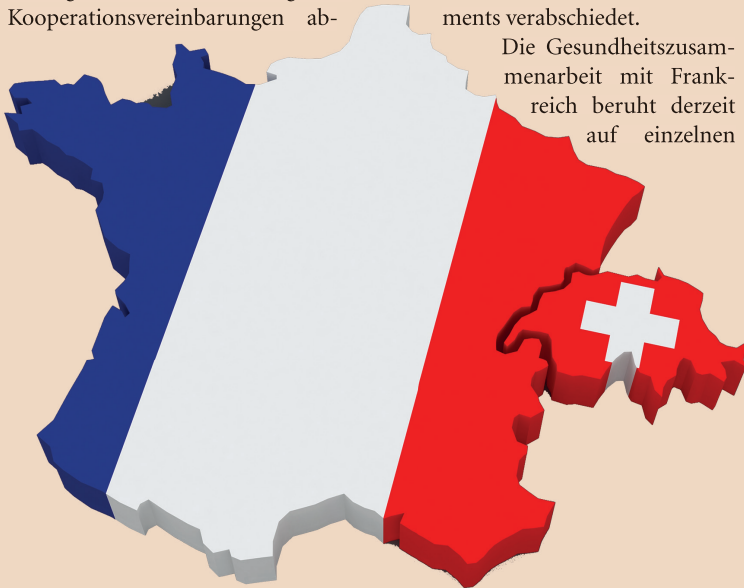 Kooperationsvereinbarungen ab-
ments verabschiedet.
Die Gesundheitszusam-
menarbeit mit Frank-
reich beruht derzeit
auf einzelnen